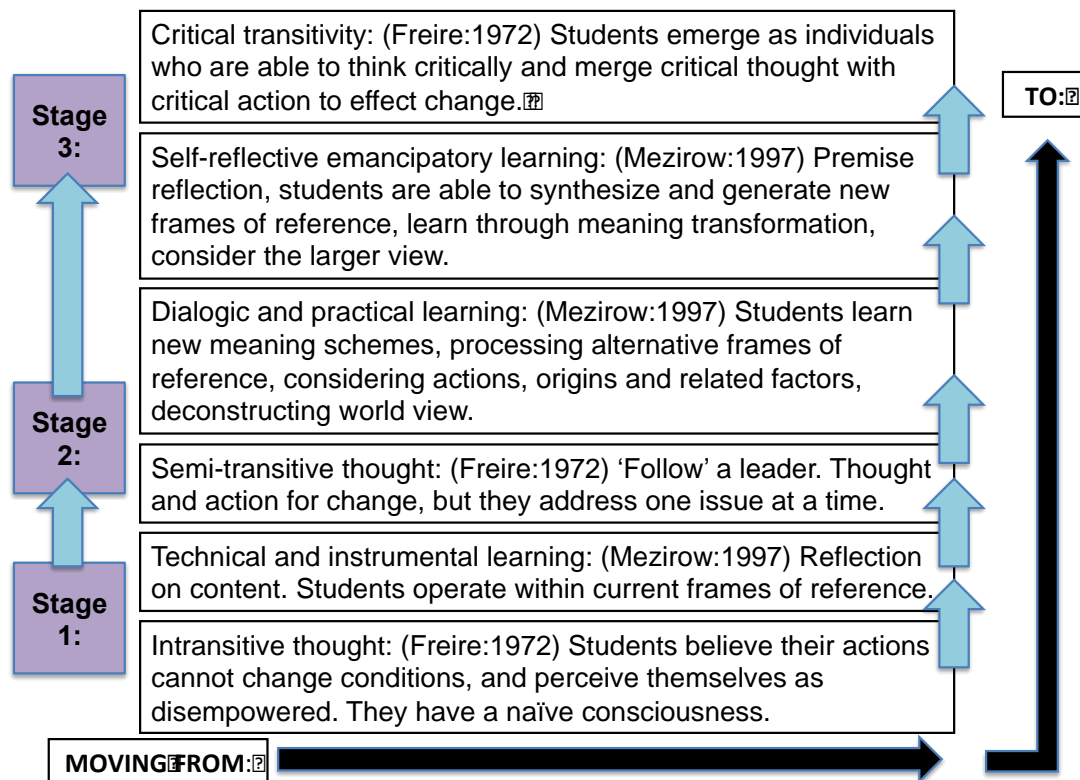 Critical transitivity: (Freire:1972) Students emerge as individuals
who are able to think critically and merge critical thought with
critical action to effect change.
TO:
Stage
3:
Self-reflective emancipatory learning: (Mezirow:1997) Premise
reflection, students are able to synthesize and generate new
frames of reference, learn through meaning transformation,
consider the larger view.
Dialogic and practical learning: (Mezirow:1997) Students learn
new meaning schemes, processing alternative frames of
reference, considering actions, origins and related factors,
deconstructing world view.
Stage
2:
Semi-transitive thought: (Freire:1972) ‘Follow’ a leader. Thought
and action for change, but they address one issue at a time.
Technical and instrumental learning: (Mezirow:1997) Reflection
on content. Students operate within current frames of reference.
Stage
1:
Intransitive thought: (Freire:1972) Students believe their actions
cannot change conditions, and perceive themselves as
disempowered. They have a naïve consciousness.
MOVING FROM: